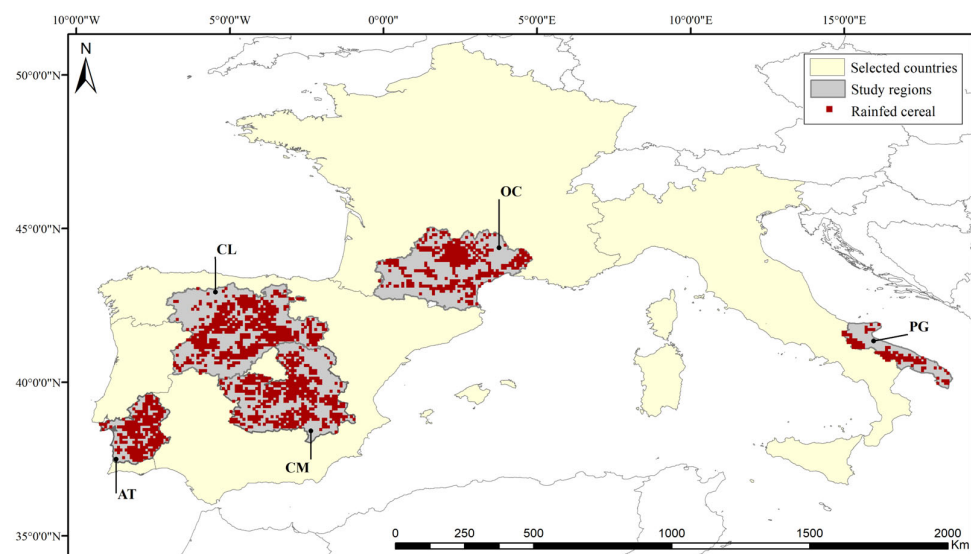 10°0'0"W 5°0'0"W 0°0'0" 5°0'0"E 10°0'0"E 15°0'0"E
N
50°0'0"N
45°0'0"N
40°0'0"N
35°0'0"N
Selected countries
Study regions
Rainfed cereal
OC
CL
PG
CM
AT
0 250 500 1000 1500 2000
Km